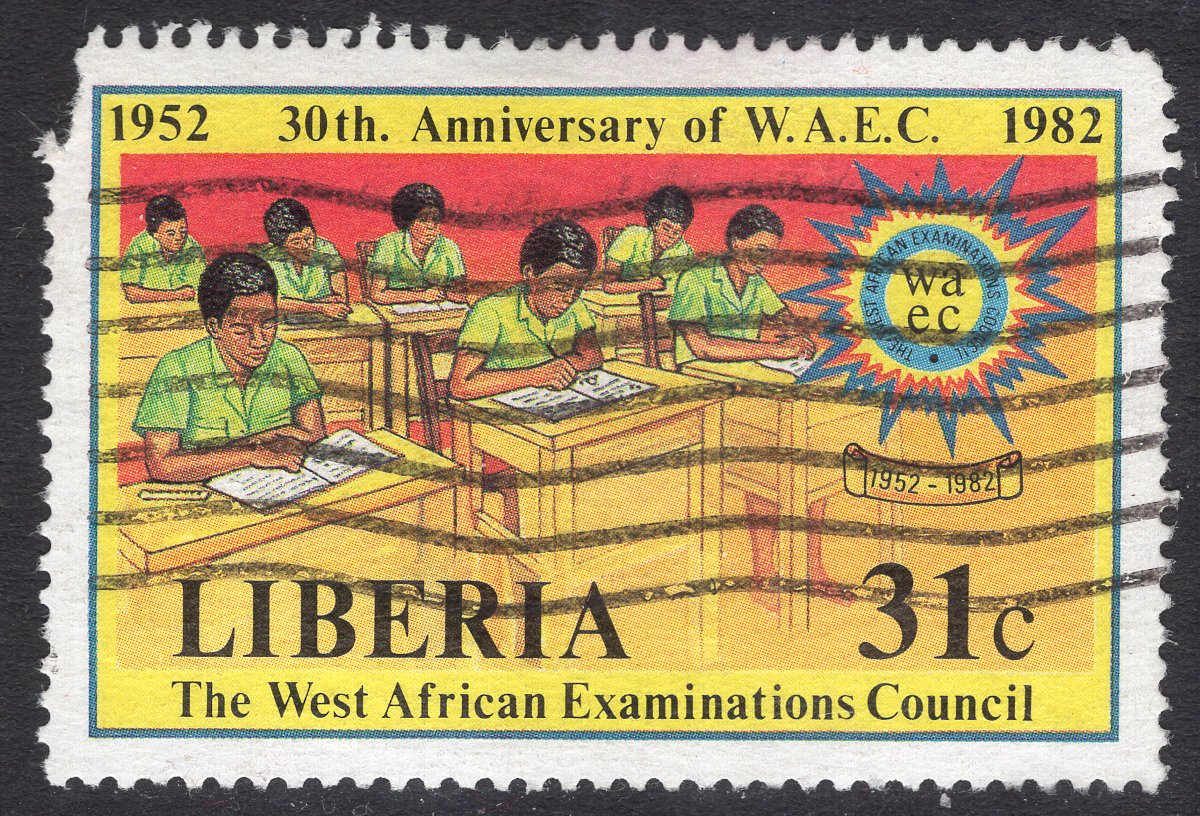 1952 30th. Anniversary of W.A.E.C. 1982
THE WEST AFRICAN EXAMINATIONS COUNCIL
wa
ec
1952 - 1982
LIBERIA 31c
The West African Examinations Council